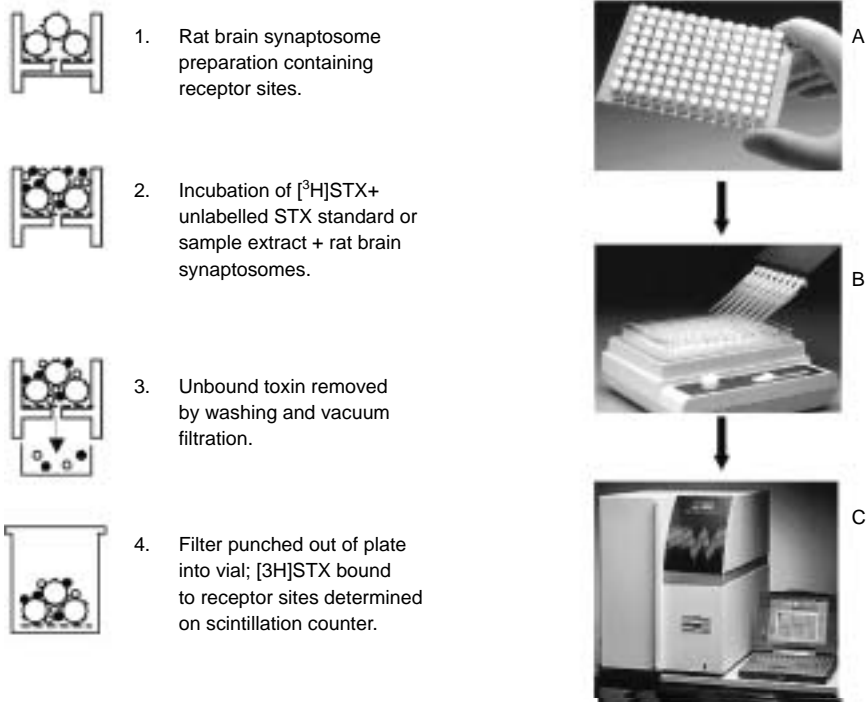 1. Rat brain synaptosome
preparation containing
receptor sites.
2. Incubation of [³H]STX+
unlabelled STX standard or
sample extract + rat brain
synaptosomes.
3. Unbound toxin removed
by washing and vacuum
filtration.
4. Filter punched out of plate
into vial; [3H]STX bound
to receptor sites determined
on scintillation counter.
A
B
C